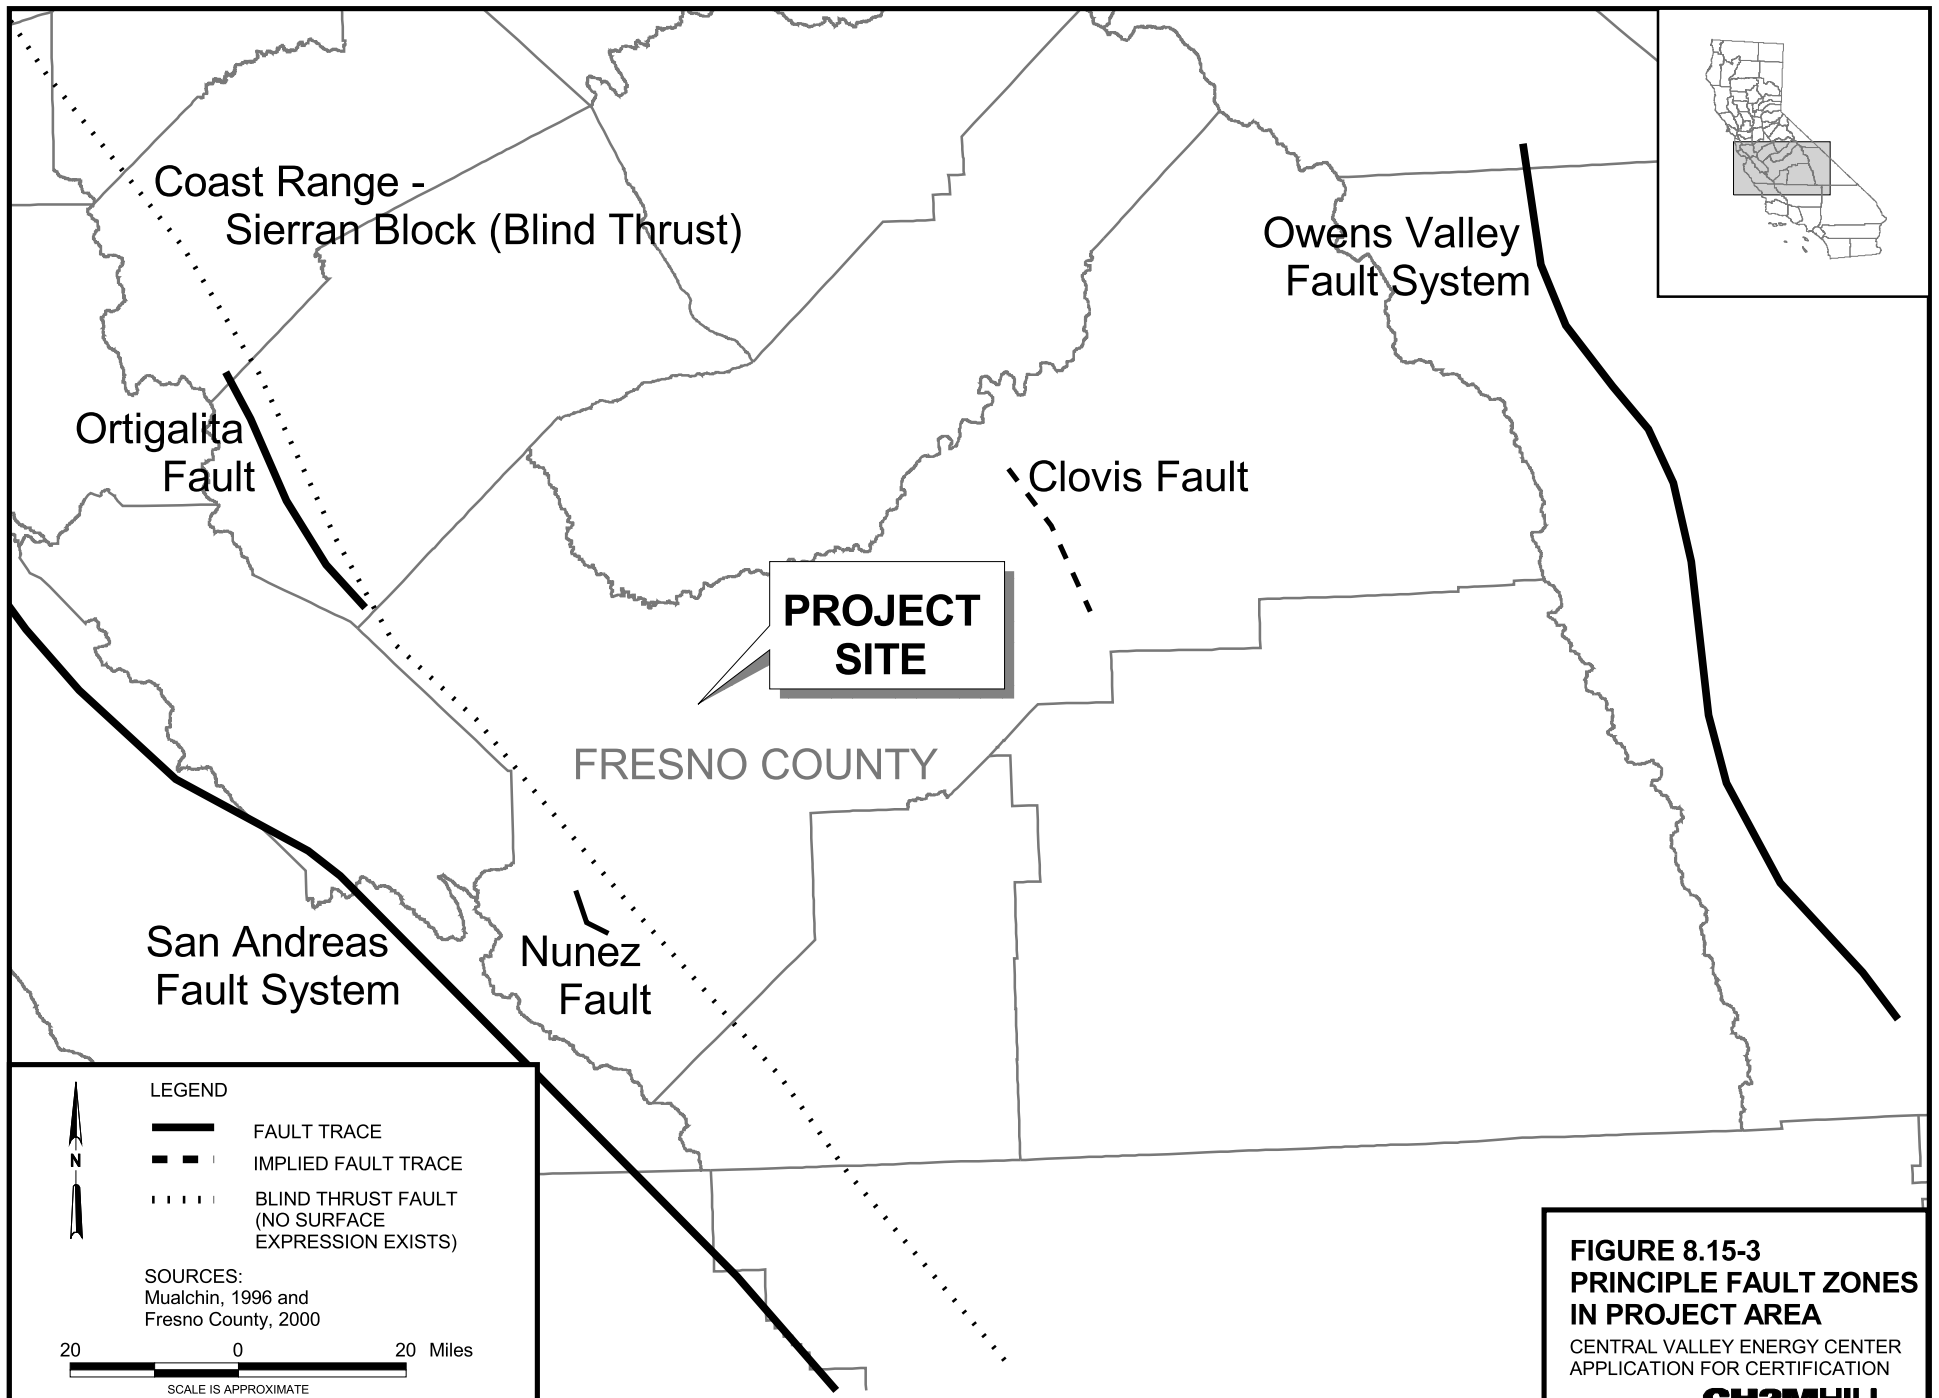 Coast Range -
Sierran Block (Blind Thrust)
Owens Valley
Fault System
Ortigalita
Fault
Clovis Fault
PROJECT
SITE
FRESNO COUNTY
San Andreas
Fault System
Nunez
Fault
LEGEND
FAULT TRACE
IMPLIED FAULT TRACE
BLIND THRUST FAULT
(NO SURFACE
EXPRESSION EXISTS)
N
SOURCES:
Mualchin, 1996 and
Fresno County, 2000
20 0 20 Miles
SCALE IS APPROXIMATE
FIGURE 8.15-3
PRINCIPLE FAULT ZONES
IN PROJECT AREA
CENTRAL VALLEY ENERGY CENTER
APPLICATION FOR CERTIFICATION
CH2MHILL